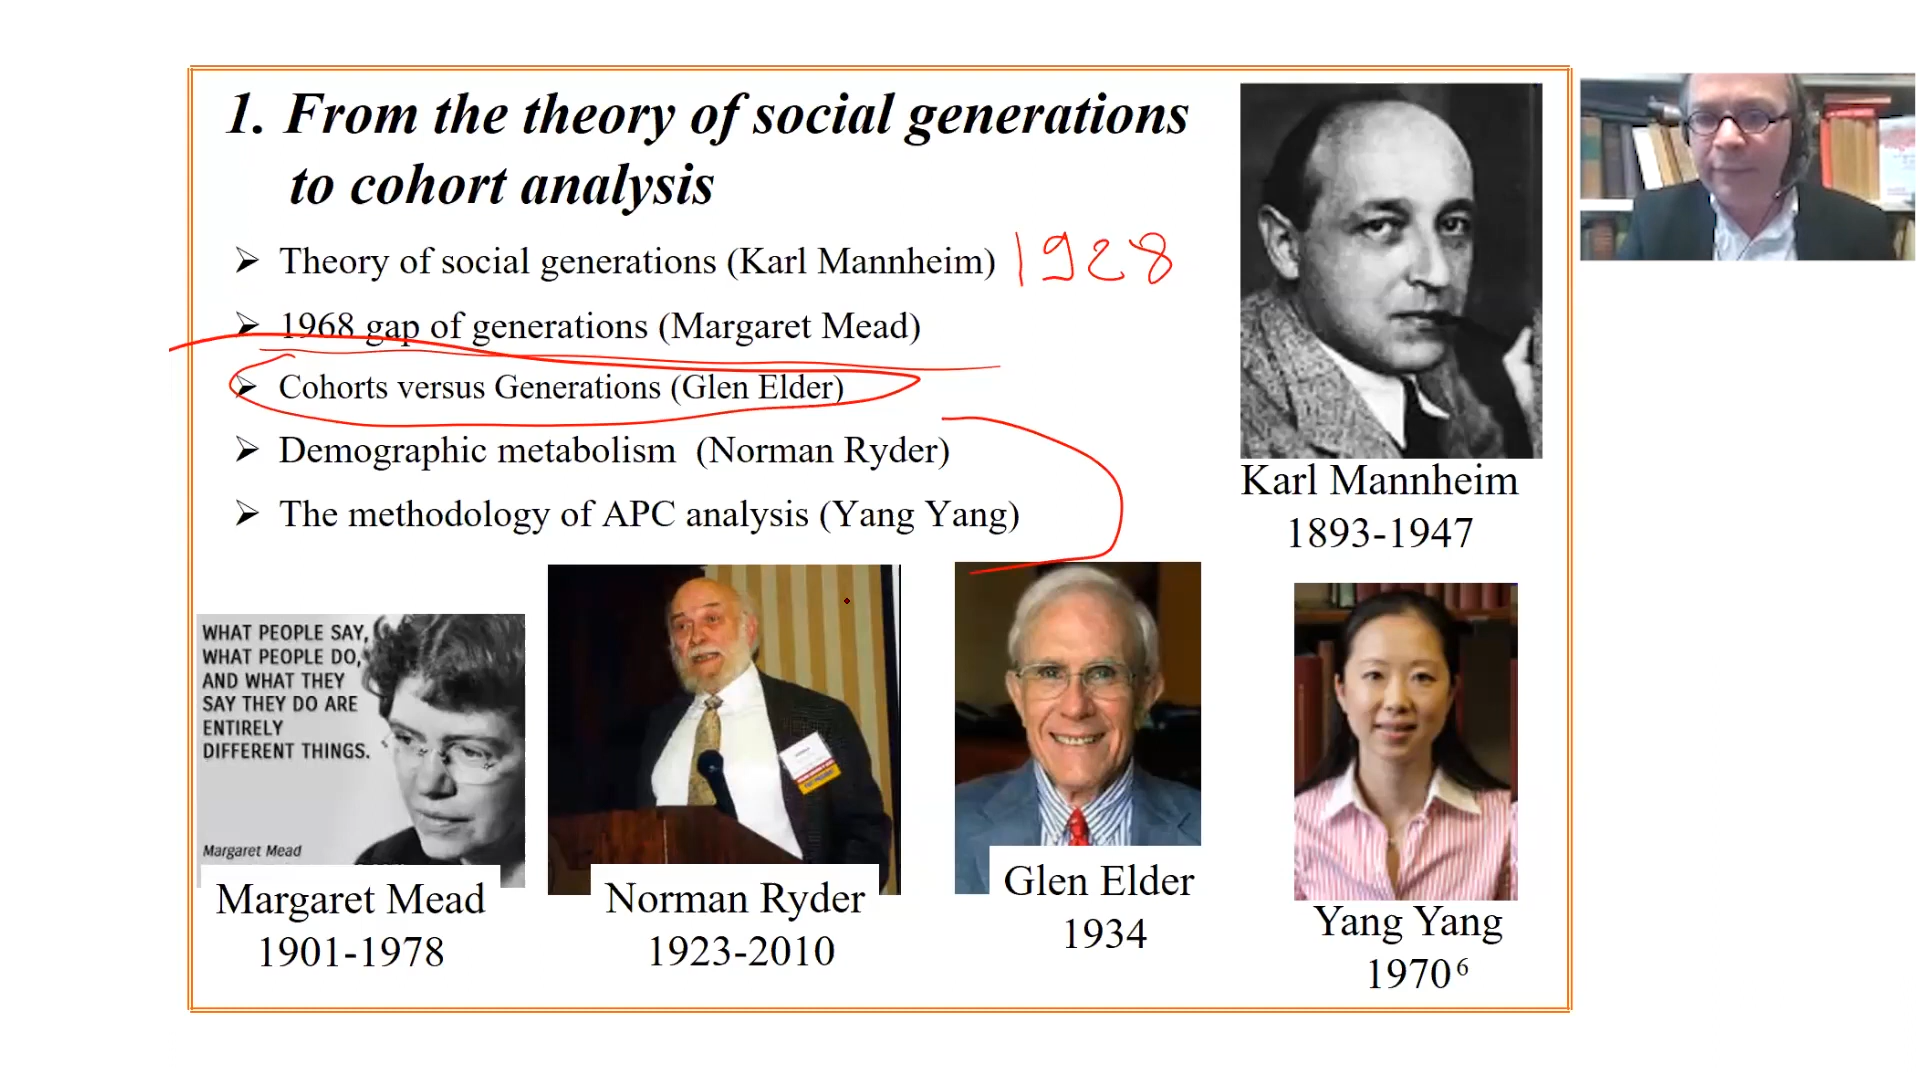 1. From the theory of social generations
to cohort analysis
Theory of social generations (Karl Mannheim) 1928
1968 gap of generations (Margaret Mead)
Cohorts versus Generations (Glen Elder)
Demographic metabolism (Norman Ryder)
The methodology of APC analysis (Yang Yang)
Karl Mannheim
1893-1947
WHAT PEOPLE SAY,
WHAT PEOPLE DO,
AND WHAT THEY
SAY THEY DO ARE
ENTIRELY
DIFFERENT THINGS.
Margaret Mead
Margaret Mead
1901-1978
Norman Ryder
1923-2010
Glen Elder
1934
Yang Yang
1970
6